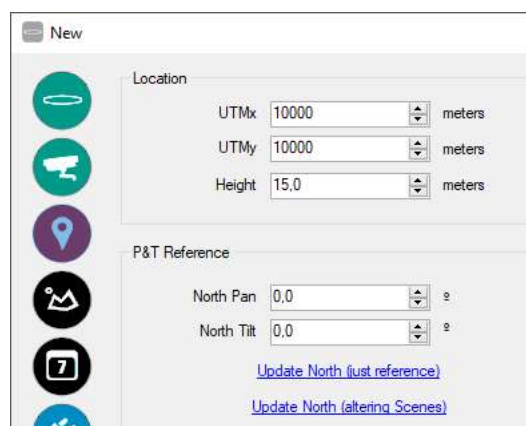 New
Location
UTMx 10000 meters
UTMy 10000 meters
Height 15,0 meters
P&T Reference
North Pan 0,0 º
North Tilt 0,0 º
Update North (just reference)
Update North (altering Scenes)
7